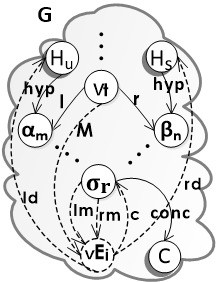 G
Hu Hs
hyp vt hyp
l r
αm M βn
σr
ld lm rm c conc rd
vEi C